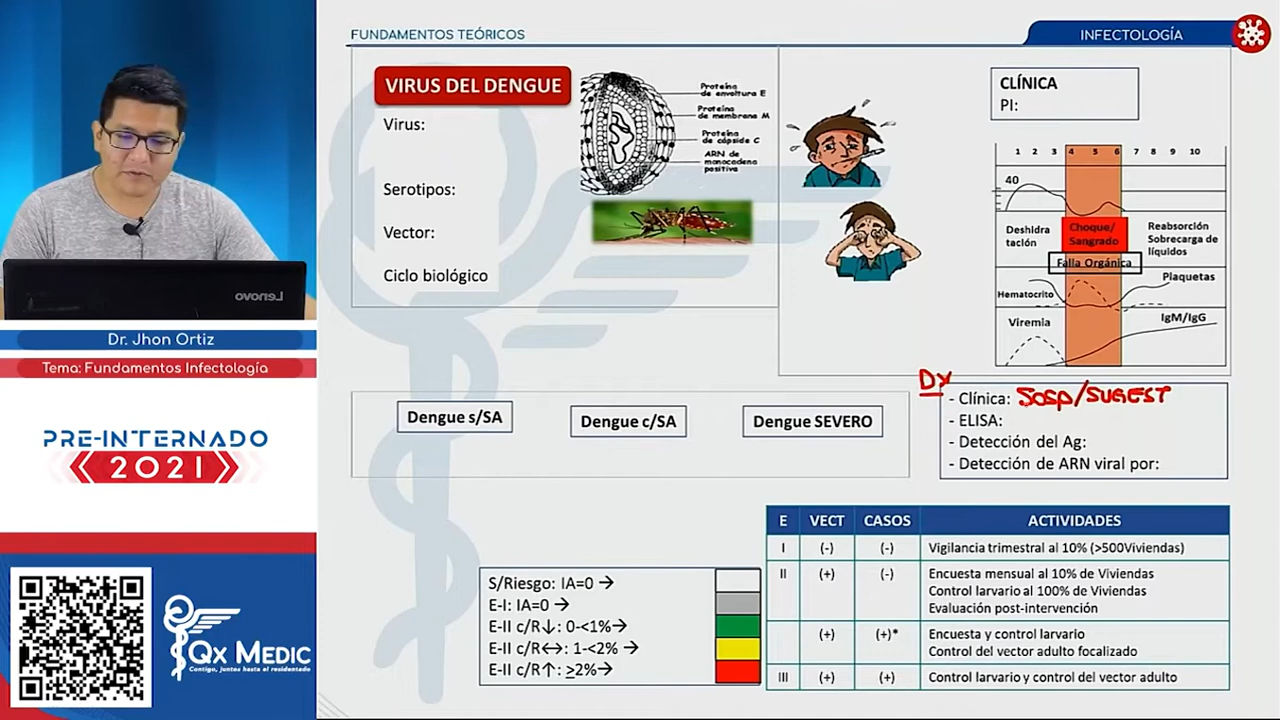 FUNDAMENTOS TEÓRICOS
INFECTOLOGÍA
VIRUS DEL DENGUE
Virus:
Serotipos:
Vector:
Ciclo biológico
Proteína
de envoltura E
Proteína
de membrana M
Proteína
de cápside C
ARN de
monocadena
positiva
CLÍNICA
PI:
1 2 3 4 5 6 7 8 9 10
40
Deshidra
tación
Choque/
Sangrado
Reabsorción
Sobrecarga de
líquidos
Falla Orgánica
Plaquetas
Hematocrito
Viremia
IgM/IgG
Lenovo
Dr. Jhon Ortiz
Tema: Fundamentos Infectología
PRE-INTERNADO
2021
Qx MEDIC
Contigo, juntos hasta el residentado
Dengue s/SA
Dengue c/SA
Dengue SEVERO
Dx
- Clínica: SOSP/SUGEST
- ELISA:
- Detección del Ag:
- Detección de ARN viral por:
S/Riesgo: IA=0 →
E-I: IA=0 →
E-II c/R↓: 0-<1%→
E-II c/R↔: 1-<2% →
E-II c/R↑: ≥2%→
E VECT CASOS ACTIVIDADES
I (-) (-) Vigilancia trimestral al 10% (>500Viviendas)
II (+) (-) Encuesta mensual al 10% de Viviendas
Control larvario al 100% de Viviendas
Evaluación post-intervención
(+) (+)* Encuesta y control larvario
Control del vector adulto focalizado
III (+) (+) Control larvario y control del vector adulto